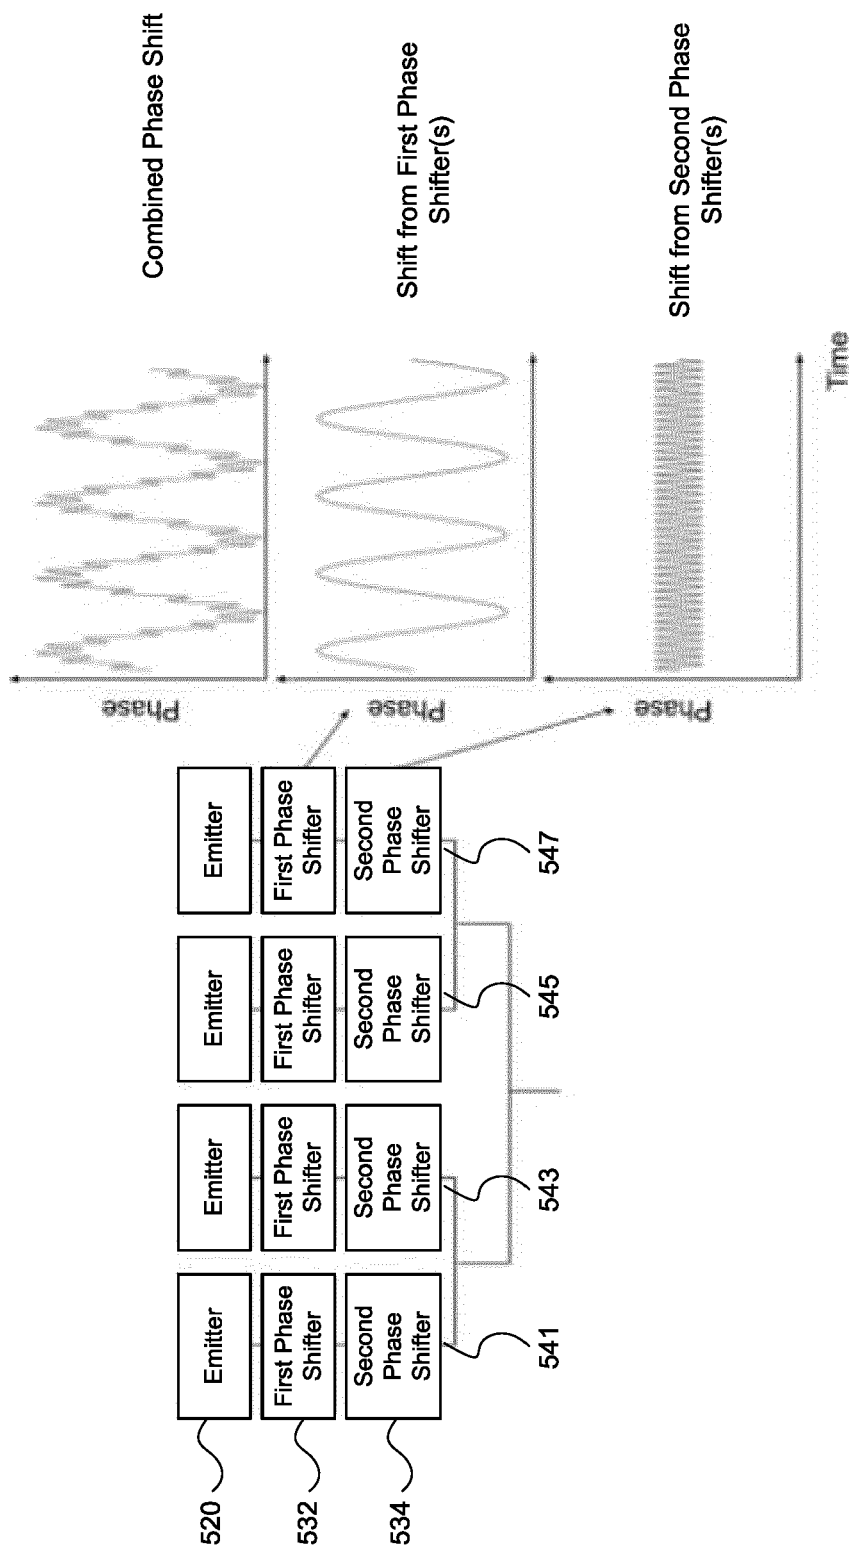 520
Emitter
Emitter
Emitter
Emitter
532
First Phase
Shifter
First Phase
Shifter
First Phase
Shifter
First Phase
Shifter
534
Second
Phase
Shifter
Second
Phase
Shifter
Second
Phase
Shifter
Second
Phase
Shifter
541
543
545
547
Phase
Combined Phase Shift
Phase
Shift from First Phase
Shifter(s)
Phase
Shift from Second Phase
Shifter(s)
Time